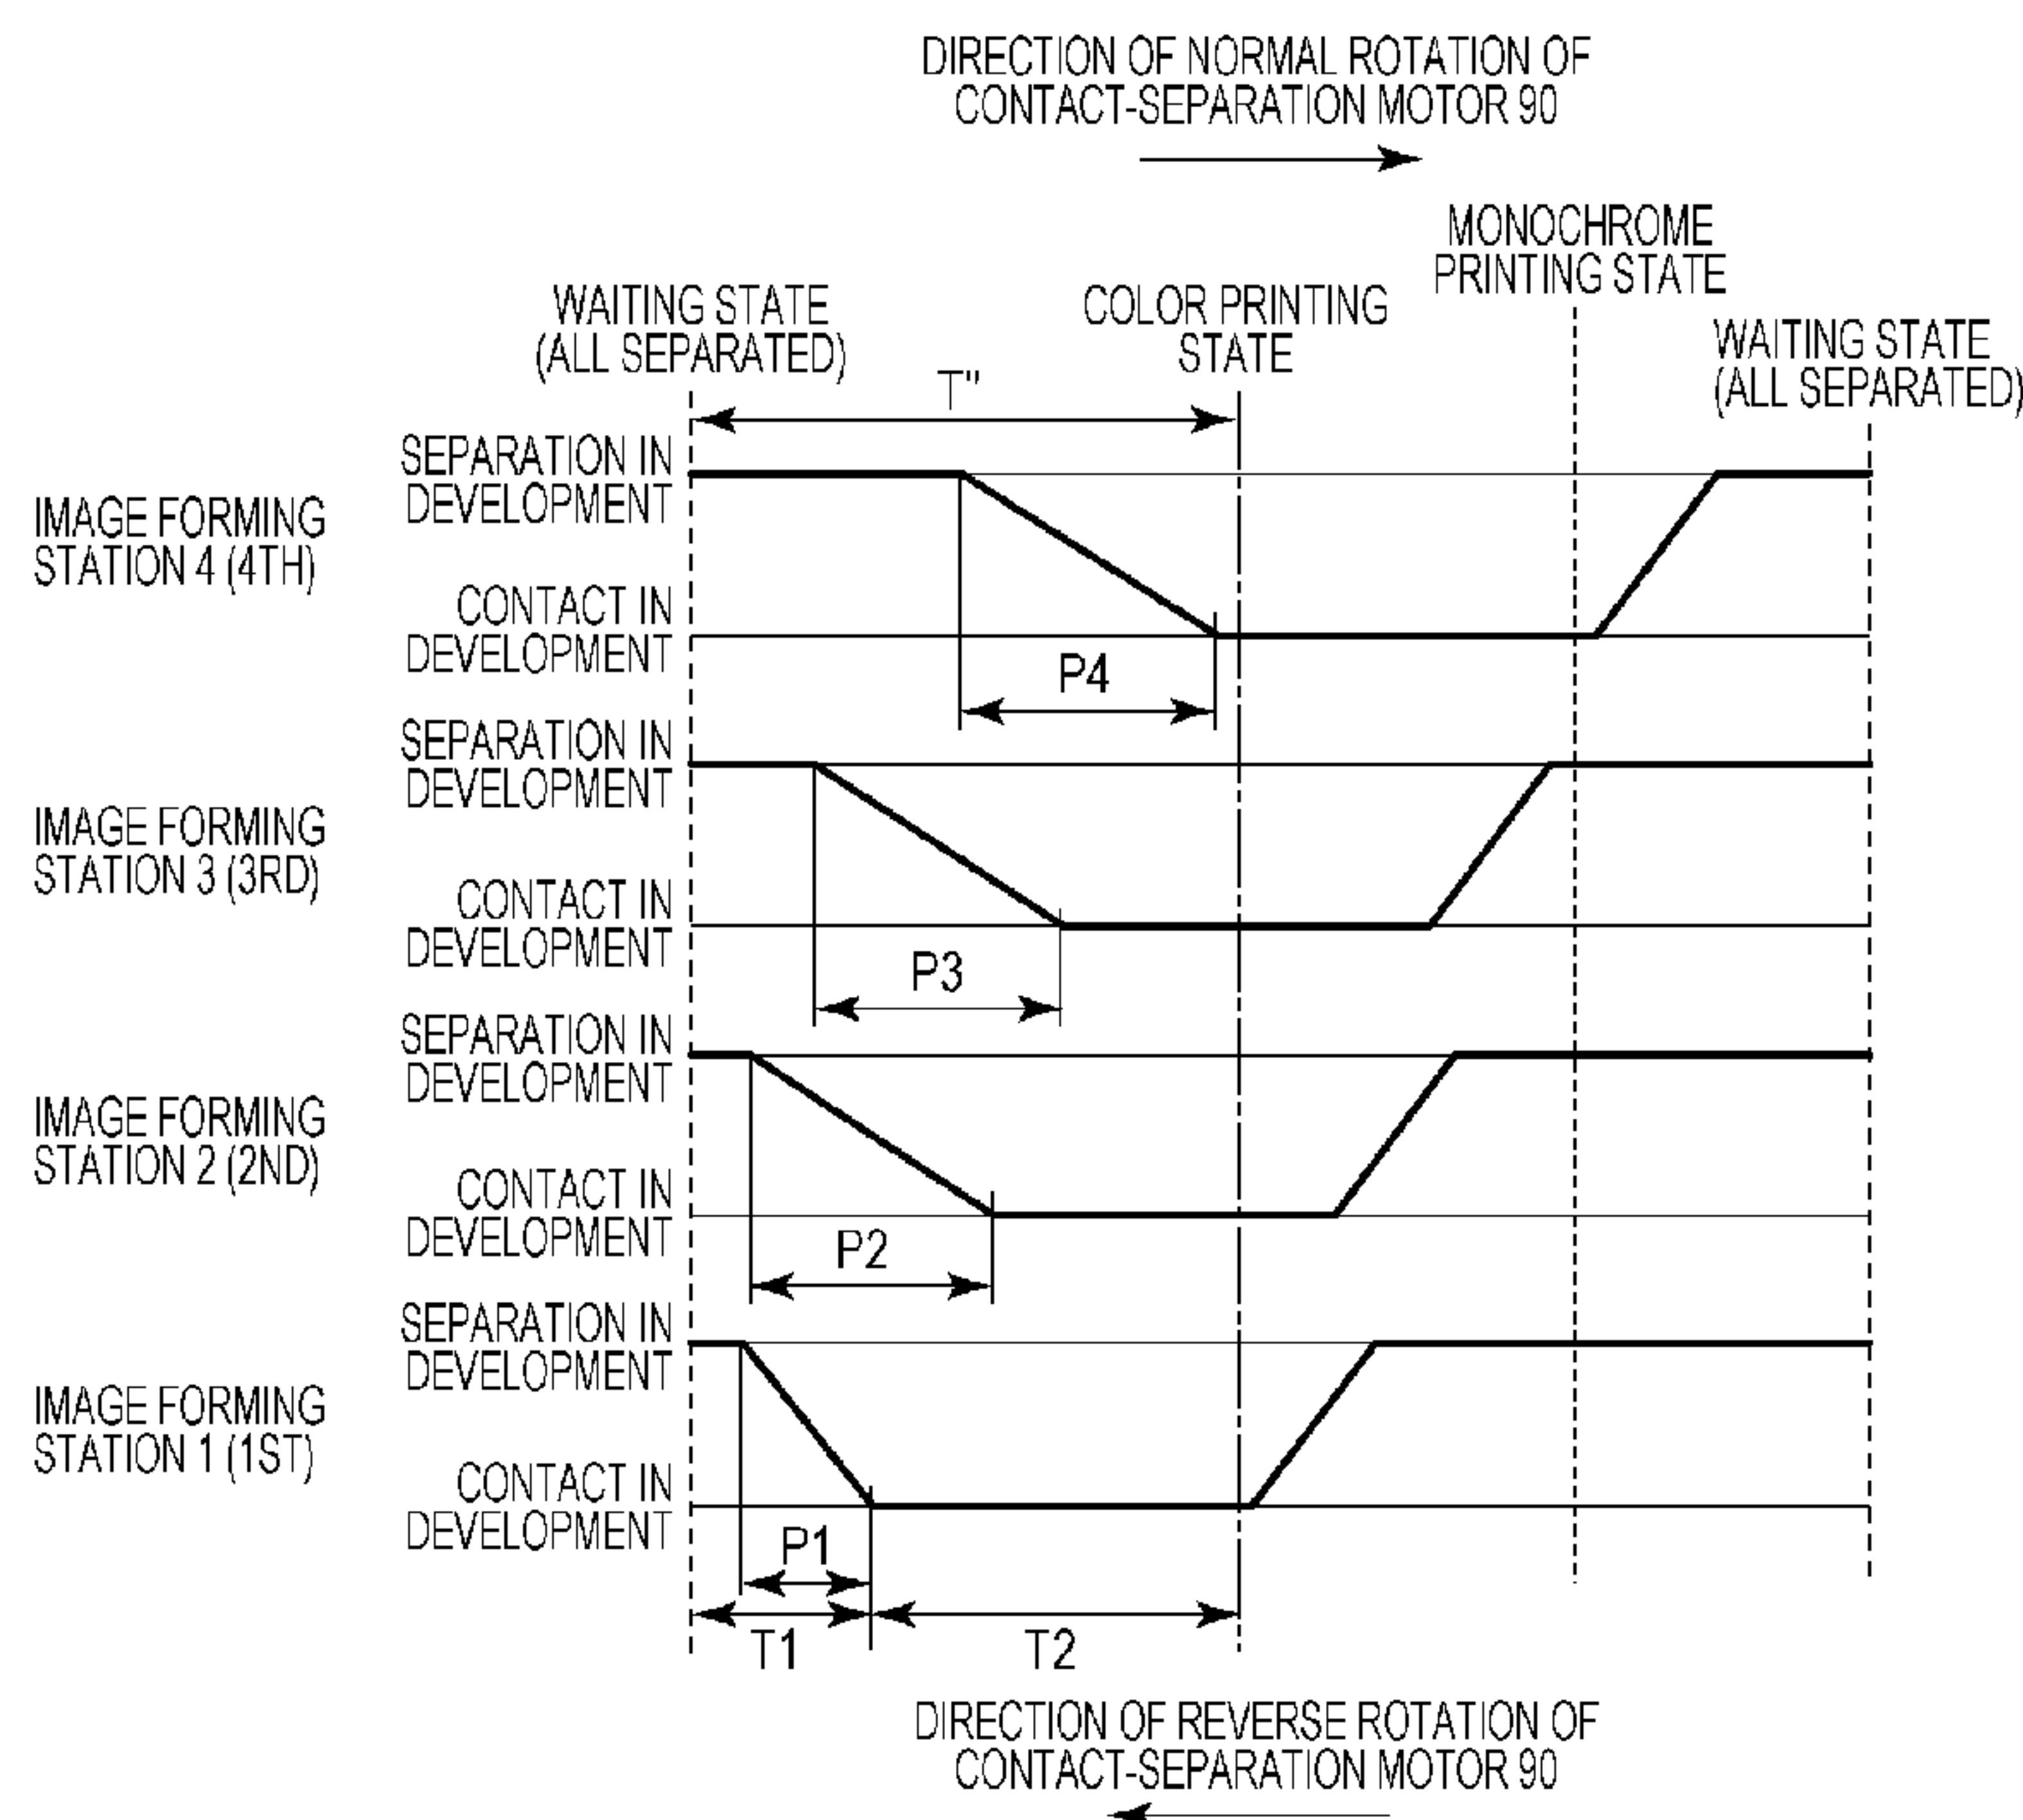 DIRECTION OF NORMAL ROTATION OF
CONTACT-SEPARATION MOTOR 90
MONOCHROME
PRINTING STATE
WAITING STATE
(ALL SEPARATED)
COLOR PRINTING
STATE
WAITING STATE
(ALL SEPARATED)
T"
IMAGE FORMING
STATION 4 (4TH)
SEPARATION IN
DEVELOPMENT
CONTACT IN
DEVELOPMENT
P4
IMAGE FORMING
STATION 3 (3RD)
SEPARATION IN
DEVELOPMENT
CONTACT IN
DEVELOPMENT
P3
IMAGE FORMING
STATION 2 (2ND)
SEPARATION IN
DEVELOPMENT
CONTACT IN
DEVELOPMENT
P2
IMAGE FORMING
STATION 1 (1ST)
SEPARATION IN
DEVELOPMENT
CONTACT IN
DEVELOPMENT
P1
T1
T2
DIRECTION OF REVERSE ROTATION OF
CONTACT-SEPARATION MOTOR 90